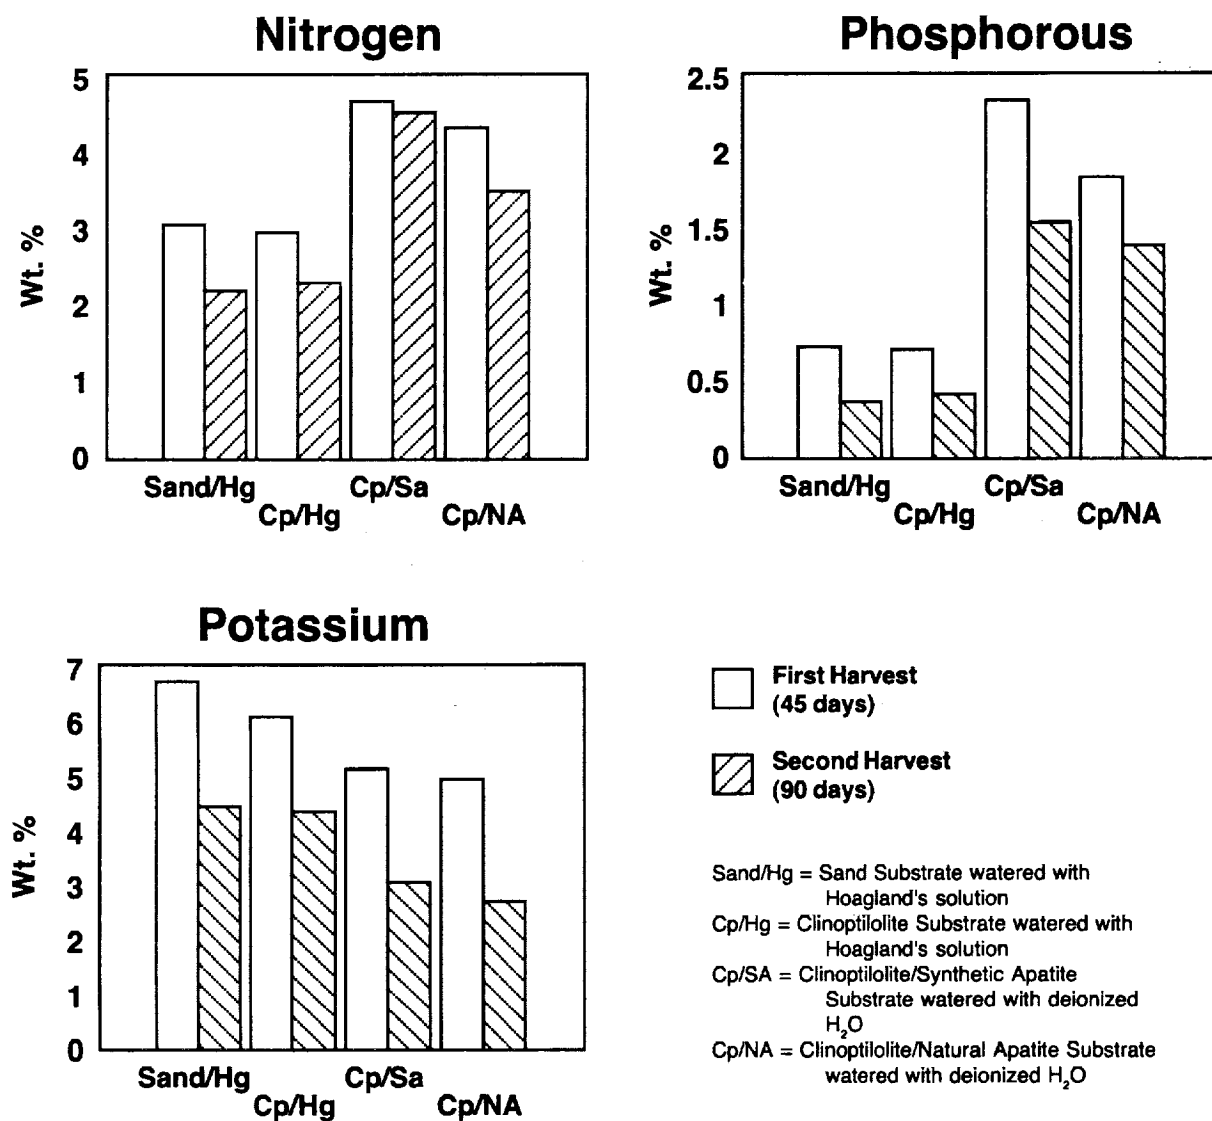 Nitrogen
5
4
3
2
1
0
Wt. %
Sand/Hg
Cp/Hg
Cp/Sa
Cp/NA
Phosphorous
2.5
2
1.5
1
0.5
0
Wt. %
Sand/Hg
Cp/Hg
Cp/Sa
Cp/NA
Potassium
7
6
5
4
3
2
1
0
Wt. %
Sand/Hg
Cp/Hg
Cp/Sa
Cp/NA
First Harvest
(45 days)
Second Harvest
(90 days)
Sand/Hg = Sand Substrate watered with
Hoagland's solution
Cp/Hg = Clinoptilolite Substrate watered with
Hoagland's solution
Cp/SA = Clinoptilolite/Synthetic Apatite
Substrate watered with deionized
H₂O
Cp/NA = Clinoptilolite/Natural Apatite Substrate
watered with deionized H₂O